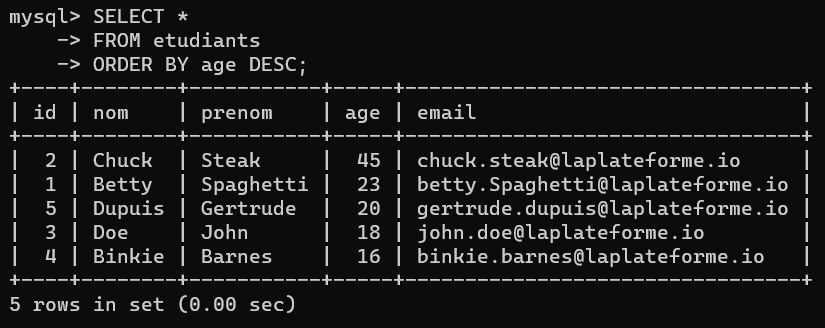 mysql> SELECT *
    -> FROM etudiants
    -> ORDER BY age DESC;
+----+--------+-----------+-----+---------------------------------+
| id | nom    | prenom    | age | email                           |
+----+--------+-----------+-----+---------------------------------+
|  2 | Chuck  | Steak     |  45 | chuck.steak@laplateforme.io     |
|  1 | Betty  | Spaghetti |  23 | betty.Spaghetti@laplateforme.io |
|  5 | Dupuis | Gertrude  |  20 | gertrude.dupuis@laplateforme.io |
|  3 | Doe    | John      |  18 | john.doe@laplateforme.io        |
|  4 | Binkie | Barnes    |  16 | binkie.barnes@laplateforme.io   |
+----+--------+-----------+-----+---------------------------------+
5 rows in set (0.00 sec)